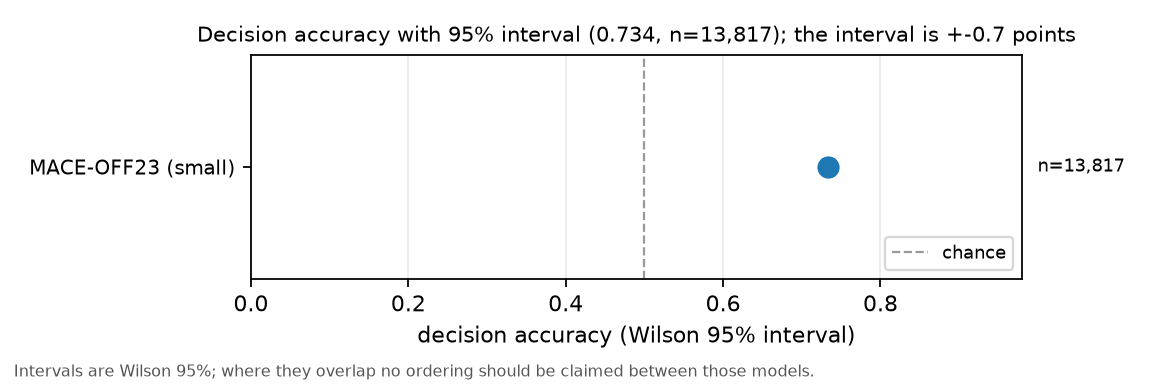 Decision accuracy with 95% interval (0.734, n=13,817); the interval is +-0.7 points
MACE-OFF23 (small)
n=13,817
chance
0.0 0.2 0.4 0.6 0.8
decision accuracy (Wilson 95% interval)
Intervals are Wilson 95%; where they overlap no ordering should be claimed between those models.